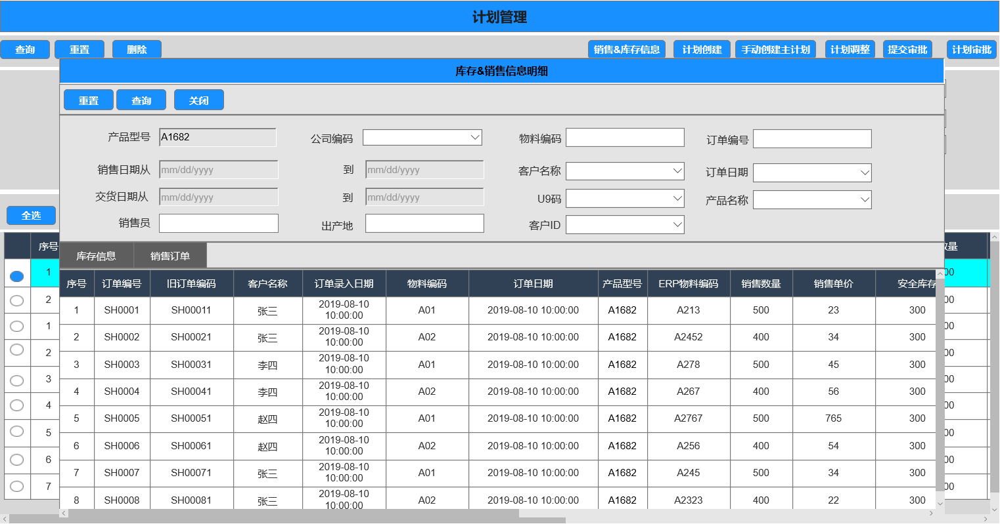 计划管理
查询 重置 删除 销售&库存信息 计划创建 手动创建主计划 计划调整 提交审批 计划审批
库存&销售信息明细
重置 查询 关闭
产品型号 A1682 公司编码 物料编码 订单编号
销售日期从 mm/dd/yyyy 到 mm/dd/yyyy 客户名称 订单日期
交货日期从 mm/dd/yyyy 到 mm/dd/yyyy U9码 产品名称
销售员 出产地 客户ID
全选
库存信息 销售订单
序号 量
序号 订单编号 旧订单编码 客户名称 订单录入日期 物料编码 订单日期 产品型号 ERP物料编码 销售数量 销售单价 安全库存
1 00
1 SH0001 SH00011 张三 2019-08-10 10:00:00 A01 2019-08-10 10:00:00 A1682 A213 500 23 300
2 00
2 SH0002 SH00021 张三 2019-08-10 10:00:00 A02 2019-08-10 10:00:00 A1682 A2452 400 34 300
1 00
3 SH0003 SH00031 李四 2019-08-10 10:00:00 A01 2019-08-10 10:00:00 A1682 A278 500 45 300
2 00
4 SH0004 SH00041 李四 2019-08-10 10:00:00 A02 2019-08-10 10:00:00 A1682 A267 400 56 300
3 00
5 SH0005 SH00051 赵四 2019-08-10 10:00:00 A01 2019-08-10 10:00:00 A1682 A2767 500 765 300
4 00
6 SH0006 SH00061 赵四 2019-08-10 10:00:00 A02 2019-08-10 10:00:00 A1682 A256 400 54 300
5 00
7 SH0007 SH00071 张三 2019-08-10 10:00:00 A01 2019-08-10 10:00:00 A1682 A245 500 34 300
6 00
8 SH0008 SH00081 张三 2019-08-10 10:00:00 A02 2019-08-10 10:00:00 A1682 A2323 400 22 300
7 00